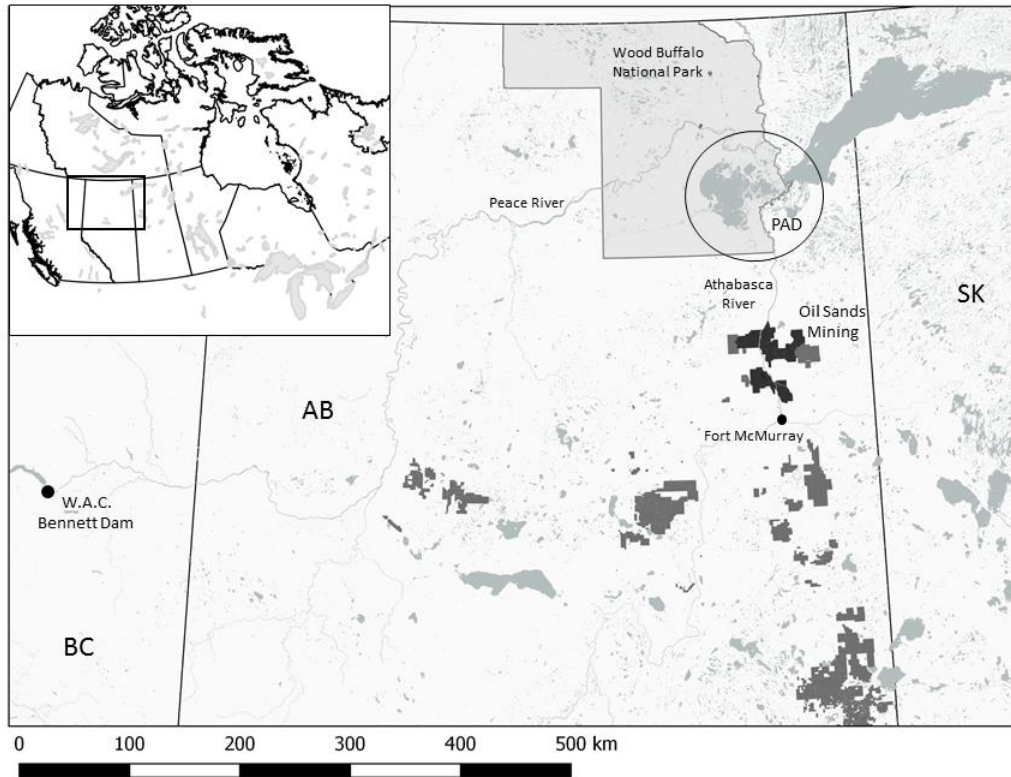 Wood Buffalo
National Park
Peace River
PAD
Athabasca
River
Oil Sands
Mining
SK
AB
Fort McMurray
W.A.C.
Bennett Dam
BC
0 100 200 300 400 500 km